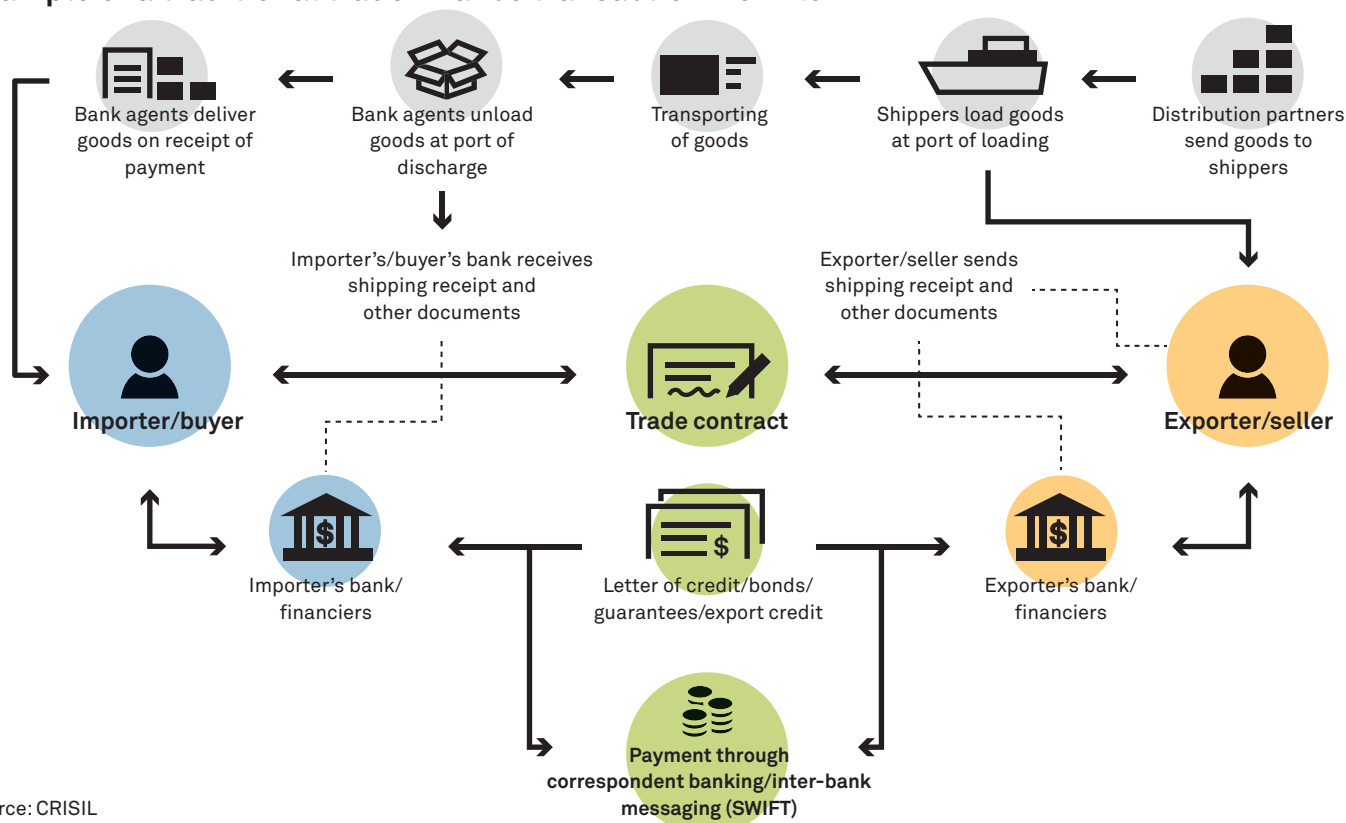 Bank agents deliver
goods on receipt of
payment
Bank agents unload
goods at port of
discharge
Transporting
of goods
Shippers load goods
at port of loading
Distribution partners
send goods to
shippers
Importer's/buyer's bank receives
shipping receipt and
other documents
Exporter/seller sends
shipping receipt and
other documents
Importer/buyer
Trade contract
Exporter/seller
$
$
$
Importer's bank/
financiers
Letter of credit/bonds/
guarantees/export credit
Exporter's bank/
financiers
Payment through
correspondent banking/inter-bank
messaging (SWIFT)
rce: CRISIL